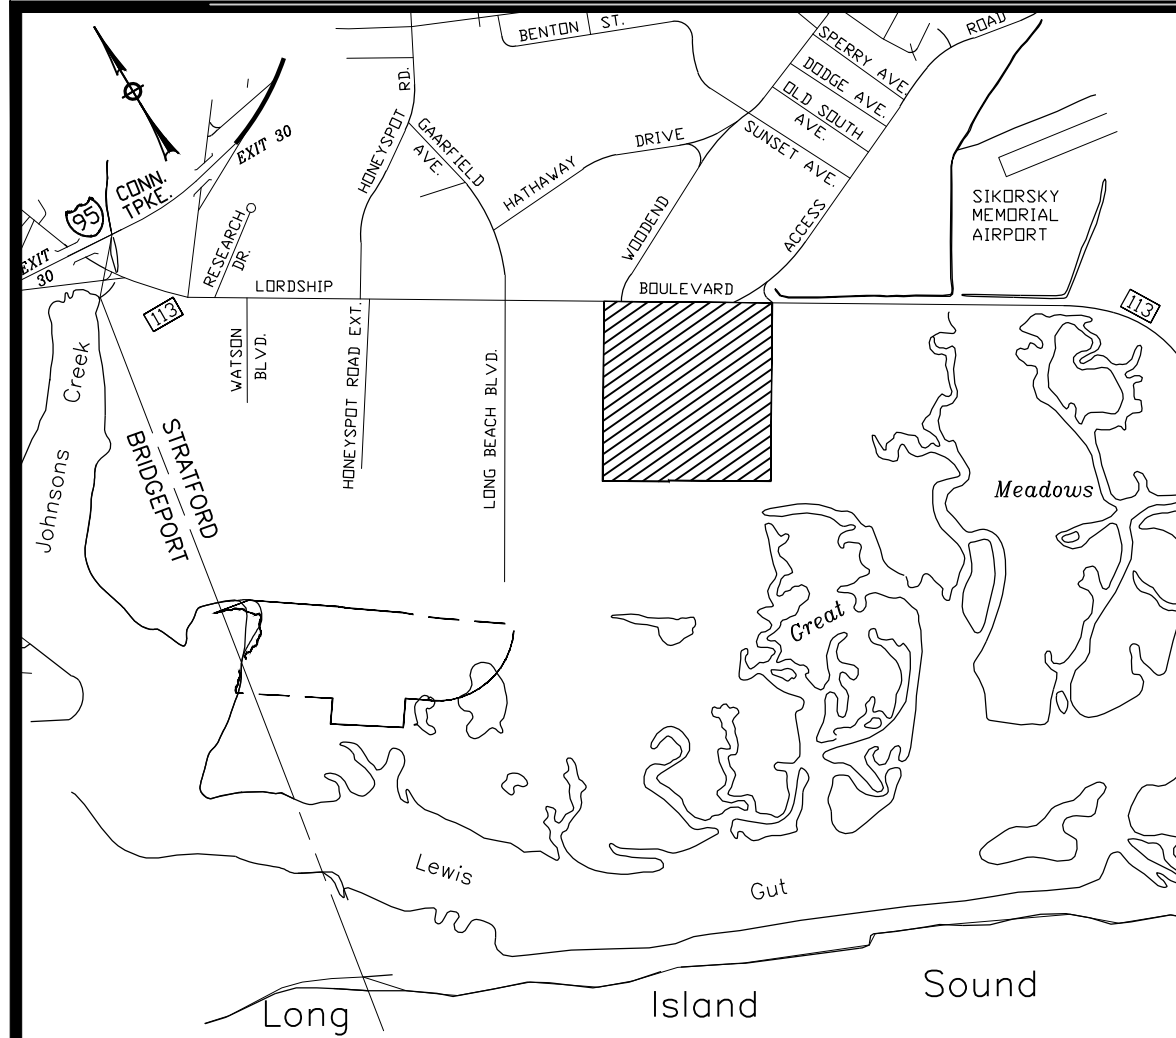 BENTON ST.
ROAD
SPERRY AVE.
DODGE AVE.
OLD SOUTH
AVE.
SUNSET AVE.
HONEYSPOT RD.
GAARFIELD
AVE.
HATHAWAY DRIVE
WOODEND
ACCESS
EXIT 30
CONN.
TPKE.
95
EXIT
30
RESEARCH
DR.
SIKORSKY
MEMORIAL
AIRPORT
LORDSHIP BOULEVARD
113
113
WATSON
BLVD.
HONEYSPOT ROAD EXT.
LONG BEACH BLVD.
Johnsons Creek
STRATFORD
BRIDGEPORT
Great Meadows
Lewis Gut
Long Island Sound